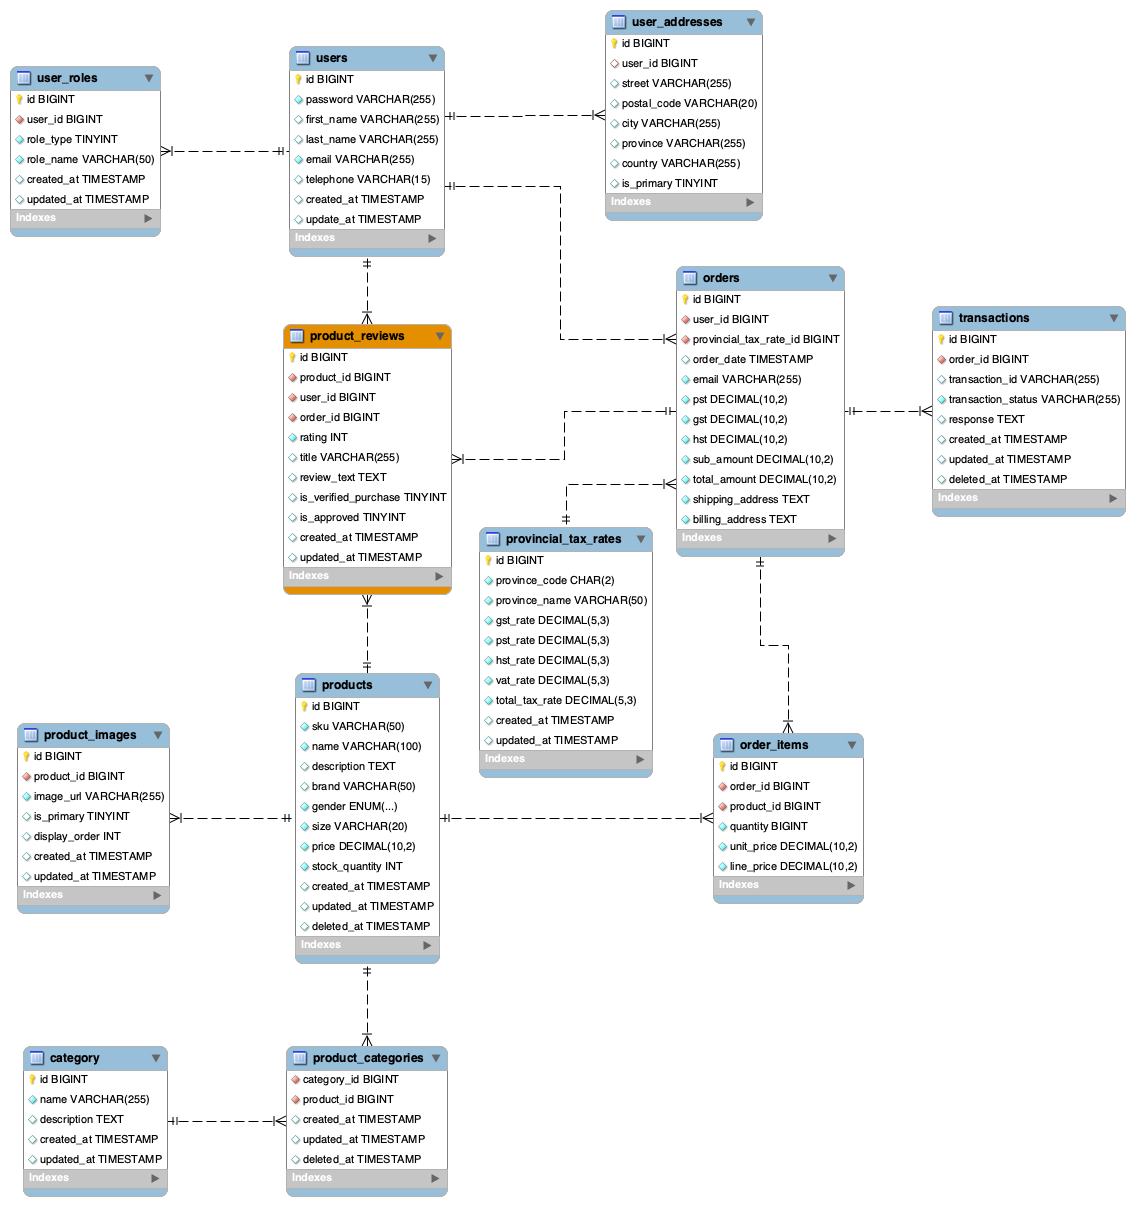 user_addresses
id BIGINT
user_id BIGINT
street VARCHAR(255)
postal_code VARCHAR(20)
city VARCHAR(255)
province VARCHAR(255)
country VARCHAR(255)
is_primary TINYINT
Indexes
users
id BIGINT
password VARCHAR(255)
first_name VARCHAR(255)
last_name VARCHAR(255)
email VARCHAR(255)
telephone VARCHAR(15)
created_at TIMESTAMP
update_at TIMESTAMP
Indexes
user_roles
id BIGINT
user_id BIGINT
role_type TINYINT
role_name VARCHAR(50)
created_at TIMESTAMP
updated_at TIMESTAMP
Indexes
orders
id BIGINT
user_id BIGINT
provincial_tax_rate_id BIGINT
order_date TIMESTAMP
email VARCHAR(255)
pst DECIMAL(10,2)
gst DECIMAL(10,2)
hst DECIMAL(10,2)
sub_amount DECIMAL(10,2)
total_amount DECIMAL(10,2)
shipping_address TEXT
billing_address TEXT
Indexes
transactions
id BIGINT
order_id BIGINT
transaction_id VARCHAR(255)
transaction_status VARCHAR(255)
response TEXT
created_at TIMESTAMP
updated_at TIMESTAMP
deleted_at TIMESTAMP
Indexes
product_reviews
id BIGINT
product_id BIGINT
user_id BIGINT
order_id BIGINT
rating INT
title VARCHAR(255)
review_text TEXT
is_verified_purchase TINYINT
is_approved TINYINT
created_at TIMESTAMP
updated_at TIMESTAMP
Indexes
provincial_tax_rates
id BIGINT
province_code CHAR(2)
province_name VARCHAR(50)
gst_rate DECIMAL(5,3)
pst_rate DECIMAL(5,3)
hst_rate DECIMAL(5,3)
vat_rate DECIMAL(5,3)
total_tax_rate DECIMAL(5,3)
created_at TIMESTAMP
updated_at TIMESTAMP
Indexes
products
id BIGINT
sku VARCHAR(50)
name VARCHAR(100)
description TEXT
brand VARCHAR(50)
gender ENUM(...)
size VARCHAR(20)
price DECIMAL(10,2)
stock_quantity INT
created_at TIMESTAMP
updated_at TIMESTAMP
deleted_at TIMESTAMP
Indexes
product_images
id BIGINT
product_id BIGINT
image_url VARCHAR(255)
is_primary TINYINT
display_order INT
created_at TIMESTAMP
updated_at TIMESTAMP
Indexes
order_items
id BIGINT
order_id BIGINT
product_id BIGINT
quantity BIGINT
unit_price DECIMAL(10,2)
line_price DECIMAL(10,2)
Indexes
category
id BIGINT
name VARCHAR(255)
description TEXT
created_at TIMESTAMP
updated_at TIMESTAMP
Indexes
product_categories
category_id BIGINT
product_id BIGINT
created_at TIMESTAMP
updated_at TIMESTAMP
deleted_at TIMESTAMP
Indexes